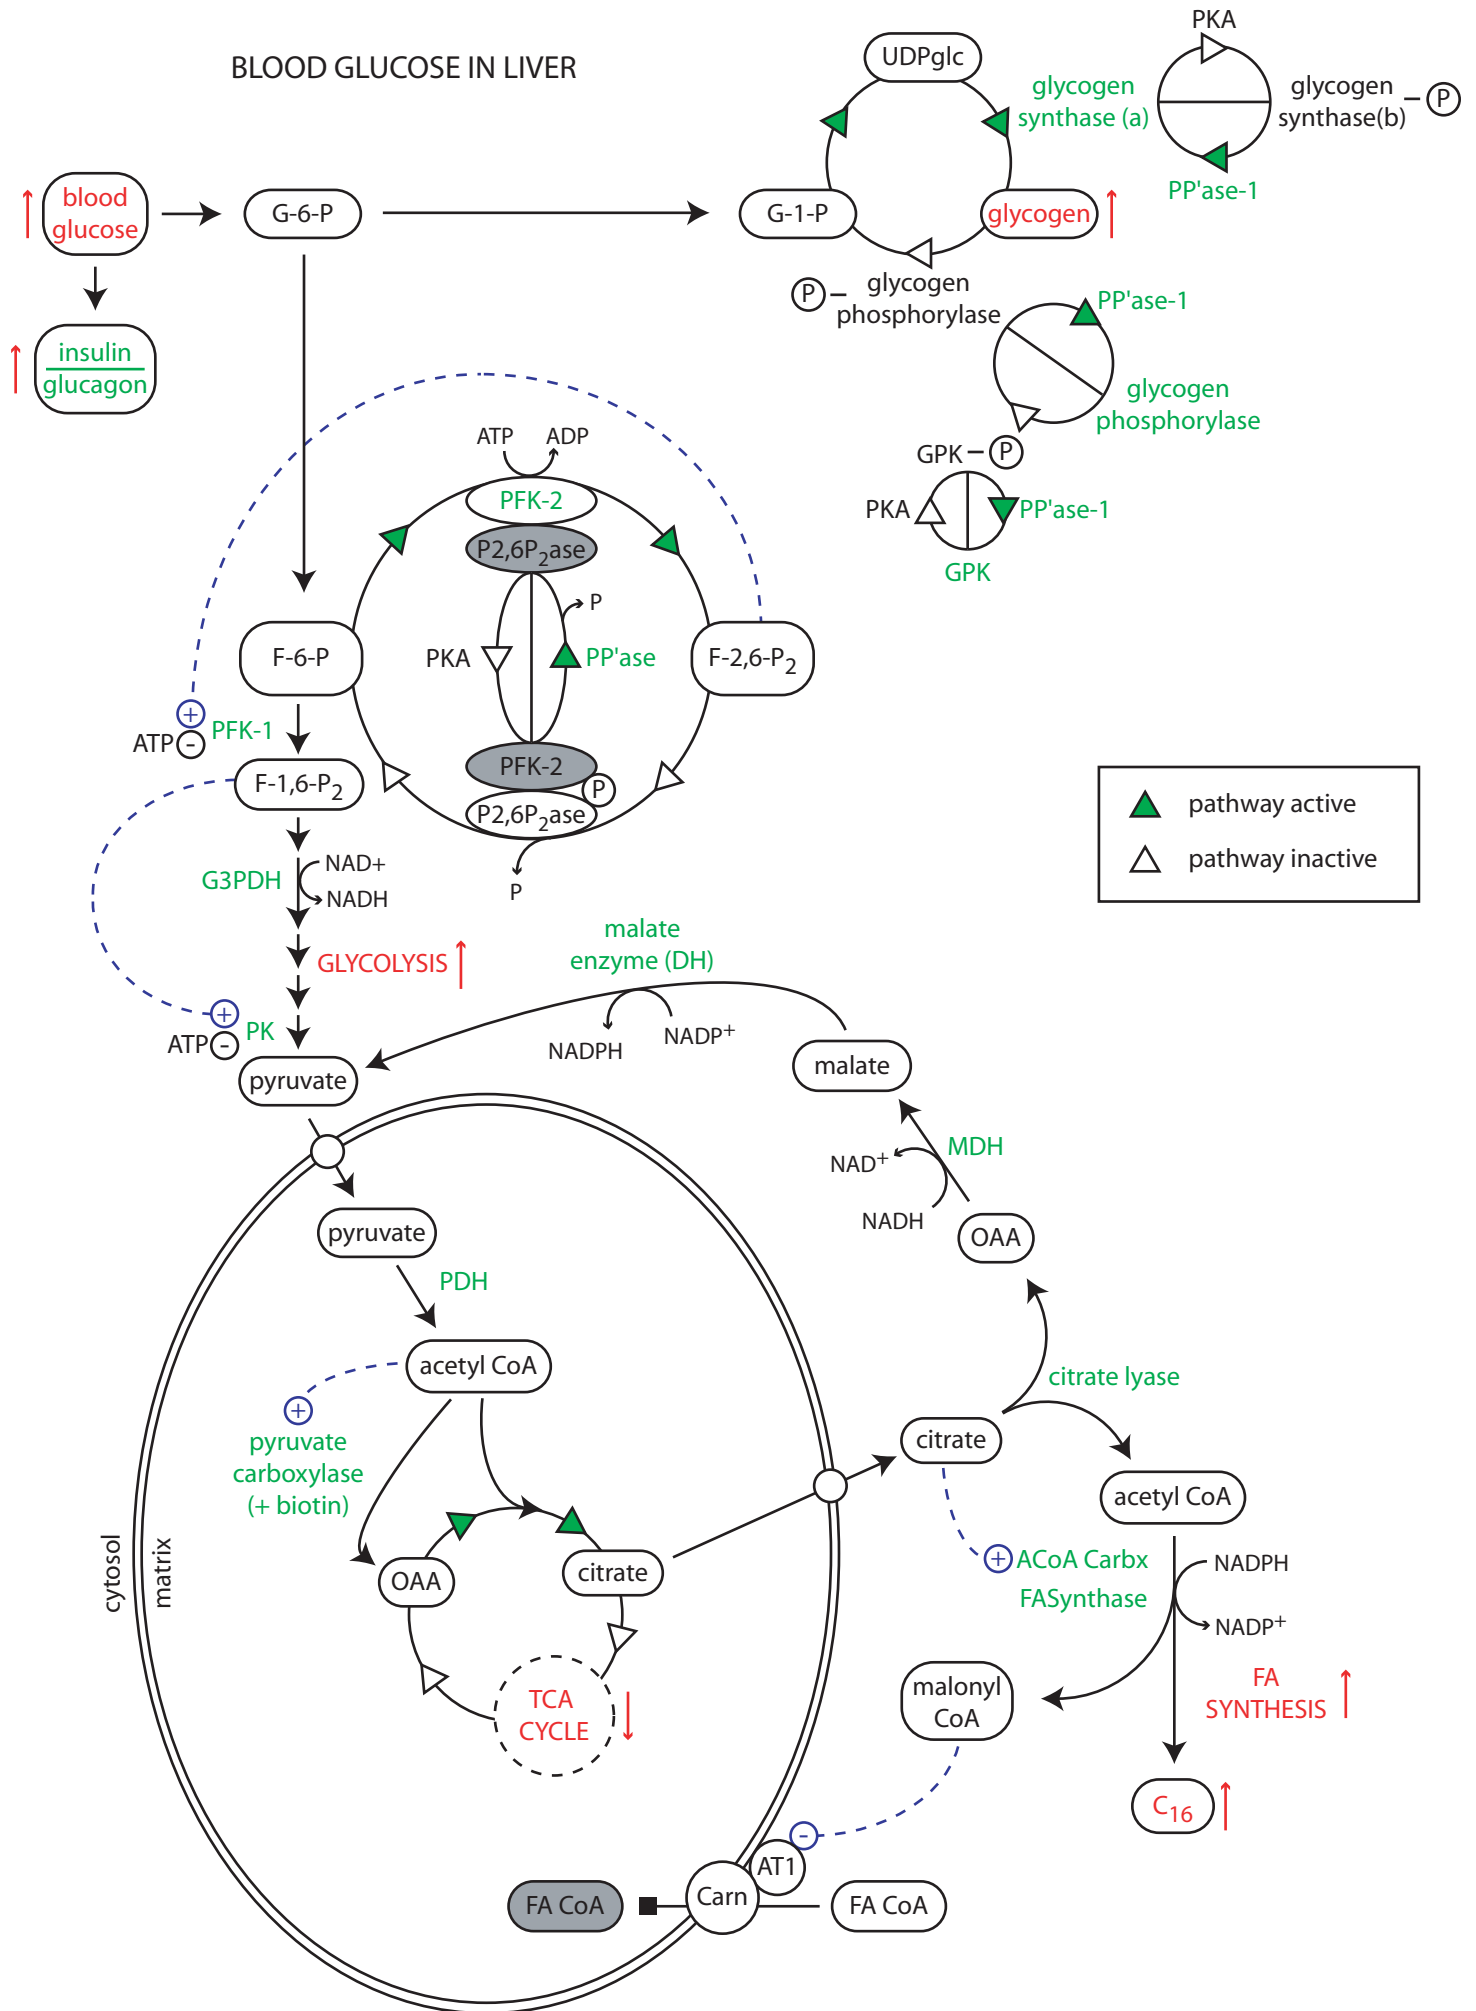 BLOOD GLUCOSE IN LIVER
PKA
UDPglc
glycogen
synthase (a)
glycogen
synthase(b)
P
PP'ase-1
blood
glucose
G-6-P
G-1-P
glycogen
insulin
glucagon
P
glycogen
phosphorylase
PP'ase-1
glycogen
phosphorylase
GPK
P
PKA
PP'ase-1
GPK
ATP
ADP
PFK-2
P2,6P2ase
P
PKA
PP'ase
F-6-P
F-2,6-P2
+
ATP
-
PFK-1
PFK-2
P
P2,6P2ase
P
F-1,6-P2
G3PDH
NAD+
NADH
GLYCOLYSIS
pathway active
pathway inactive
malate
enzyme (DH)
NADPH
NADP+
+
ATP
-
PK
pyruvate
malate
MDH
NAD+
NADH
OAA
pyruvate
PDH
acetyl CoA
+
pyruvate
carboxylase
(+ biotin)
citrate lyase
citrate
acetyl CoA
cytosol
matrix
OAA
citrate
+
ACoA Carbx
FASynthase
NADPH
NADP+
TCA
CYCLE
malonyl
CoA
FA
SYNTHESIS
C16
-
AT1
Carn
FA CoA
FA CoA